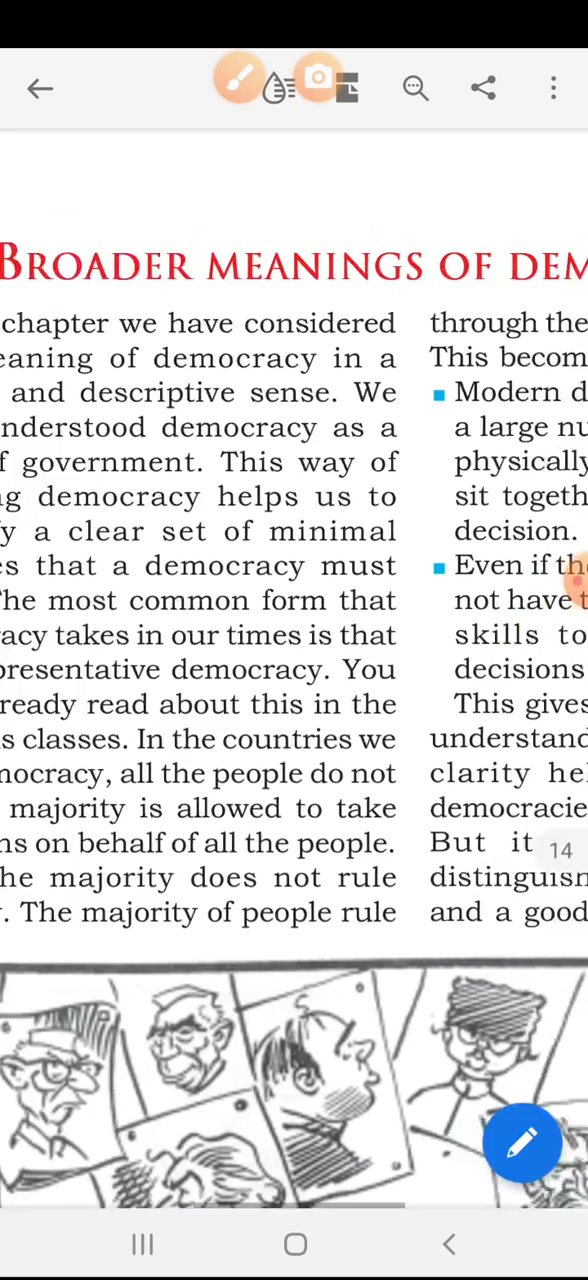 BROADER MEANINGS OF DEM
chapter we have considered
eaning of democracy in a
and descriptive sense. We
nderstood democracy as a
f government. This way of
ng democracy helps us to
fy a clear set of minimal
es that a democracy must
The most common form that
racy takes in our times is that
presentative democracy. You
ready read about this in the
s classes. In the countries we
nocracy, all the people do not
majority is allowed to take
ns on behalf of all the people.
he majority does not rule
. The majority of people rule
through the
This becom
Modern d
a large nu
physically
sit togeth
decision.
Even if the
not have t
skills to
decisions
This gives
understand
clarity hel
democracie
But it
distinguish
and a good
14